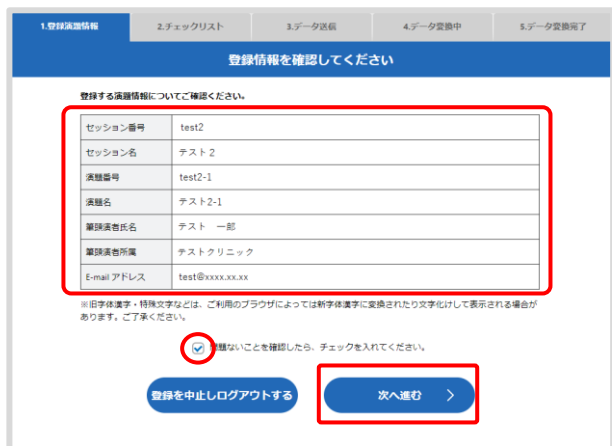 1.登録演題情報
2.チェックリスト
3.データ送信
4.データ変換中
5.データ変換完了
登録情報を確認してください
登録する演題情報についてご確認ください。
セッション番号 test2
セッション名 テスト２
演題番号 test2-1
演題名 テスト2-1
筆頭演者氏名 テスト　一郎
筆頭演者所属 テストクリニック
E-mail アドレス test@xxxx.xx.xx
※旧字体漢字・特殊文字などは、ご利用のブラウザによっては新字体漢字に変換されたり文字化けして表示される場合が
あります。ご了承ください。
問題ないことを確認したら、チェックを入れてください。
登録を中止しログアウトする
次へ進む